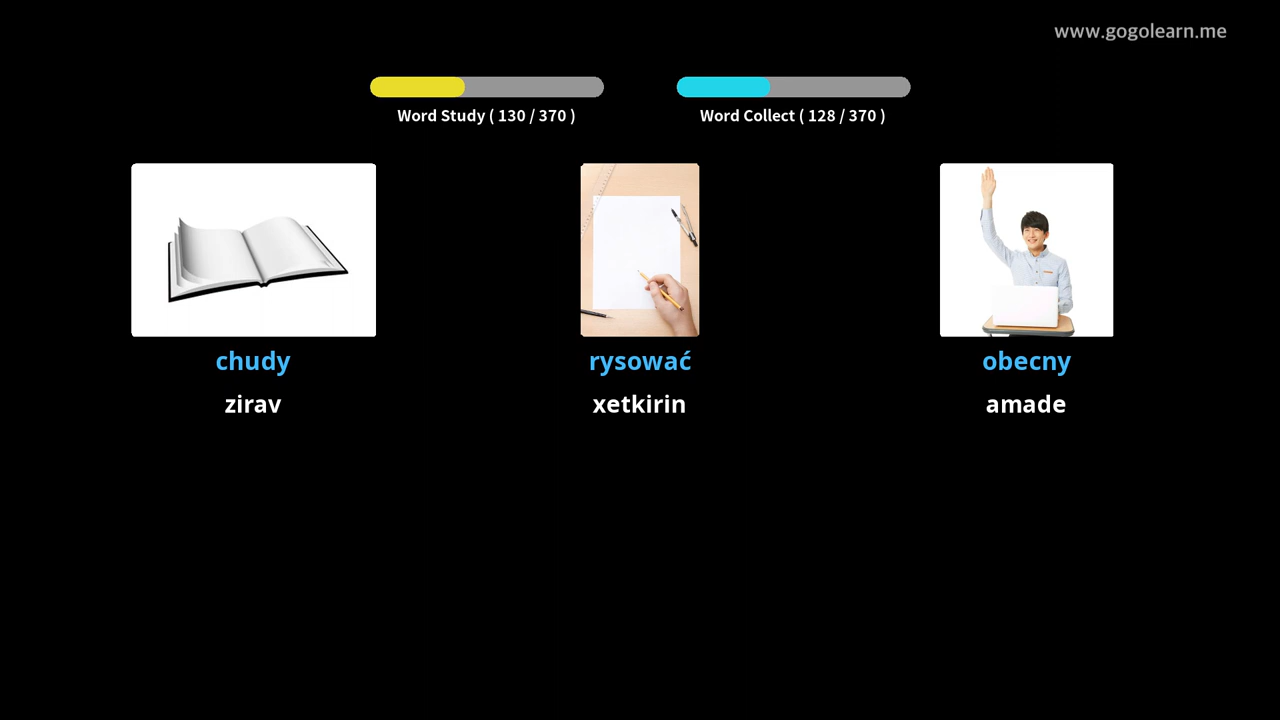 www.gogolearn.me
Word Study ( 130 / 370 )
Word Collect ( 128 / 370 )
chudy
rysować
obecny
zirav
xetkirin
amade